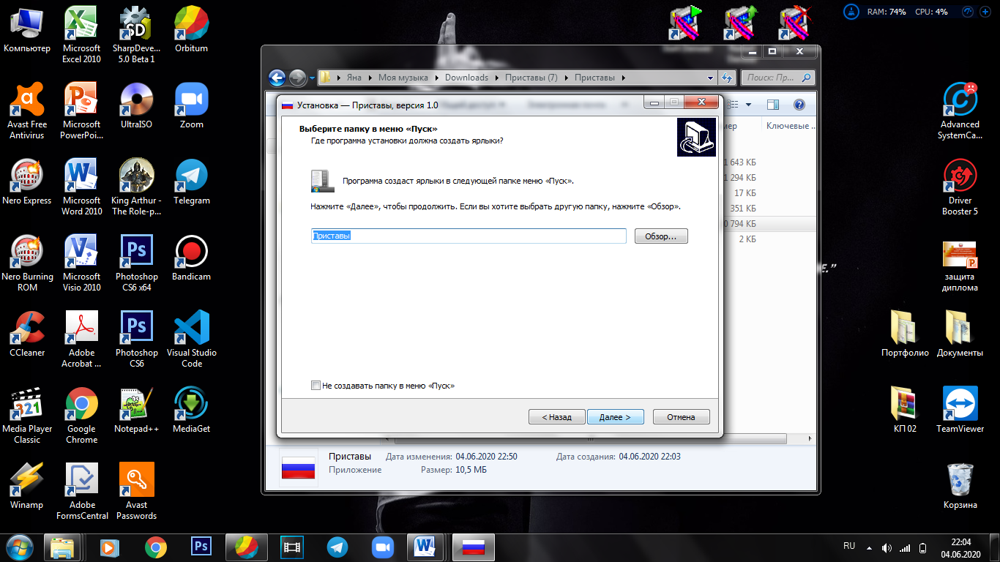 RAM: 74% CPU: 4%
Компьютер
Microsoft
Excel 2010
SharpDeve...
5.0 Beta 1
Orbitum
Яна
Моя музыка
Downloads
Приставы (7)
Приставы
Поиск: Пр...
Avast Free
Antivirus
Microsoft
PowerPoi...
UltraISO
Zoom
Установка — Приставы, версия 1.0
Ключевые ..
Выберите папку в меню «Пуск»
Где программа установки должна создать ярлыки?
Advanced
SystemCa...
1 643 КБ
1 294 КБ
17 КБ
351 КБ
794 КБ
2 КБ
Программа создаст ярлыки в следующей папке меню «Пуск».
Нажмите «Далее», чтобы продолжить. Если вы хотите выбрать другую папку, нажмите «Обзор».
Приставы
Обзор...
Nero Express
Microsoft
Word 2010
King Arthur -
The Role-p...
Telegram
Driver
Booster 5
E.”
Nero Burning
ROM
Microsoft
Visio 2010
Photoshop
CS6 x64
Bandicam
защита
диплома
CCleaner
Adobe
Acrobat ...
Photoshop
CS6
Visual Studio
Code
Портфолио
Документы
Не создавать папку в меню «Пуск»
< Назад
Далее >
Отмена
Media Player
Classic
Google
Chrome
Notepad++
MediaGet
КП 02
TeamViewer
Приставы
Дата изменения: 04.06.2020 22:50
Дата создания: 04.06.2020 22:03
Приложение
Размер: 10,5 МБ
Winamp
Adobe
FormsCentral
Avast
Passwords
Корзина
RU
22:04
04.06.2020